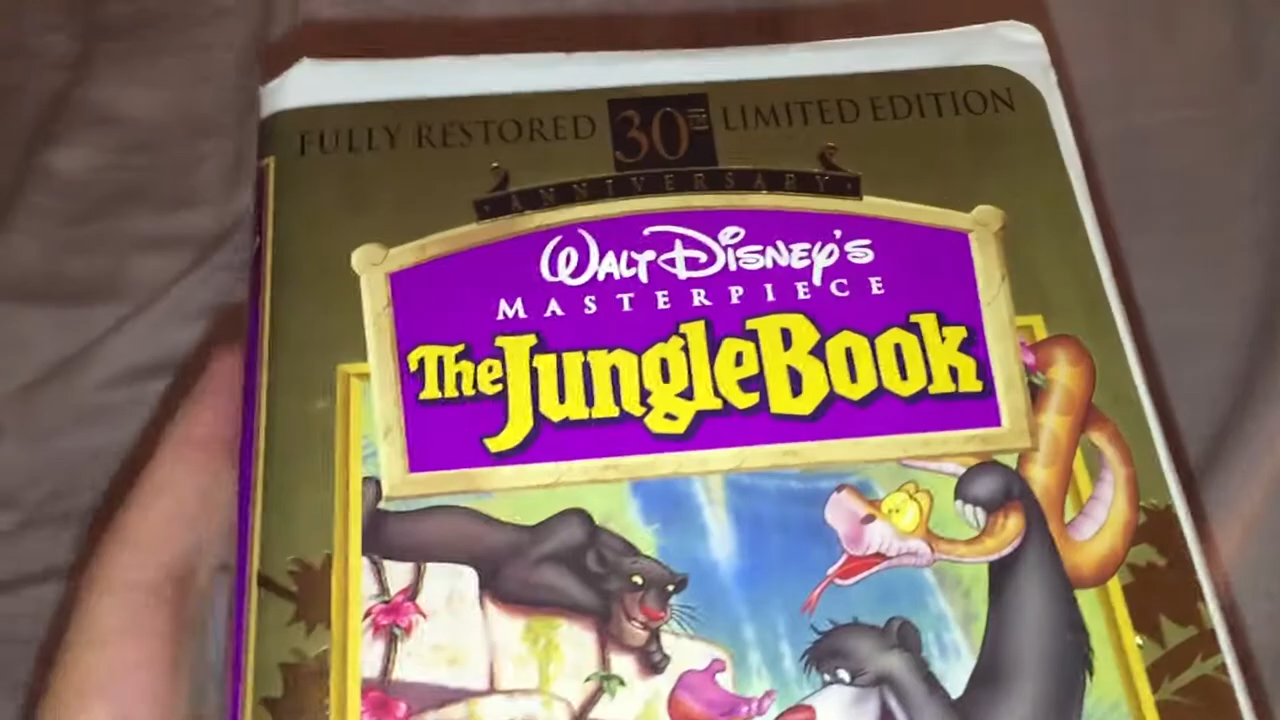 FULLY RESTORED 30TH LIMITED EDITION
ANNIVERSARY
WALT DISNEY'S
MASTERPIECE
The Jungle Book